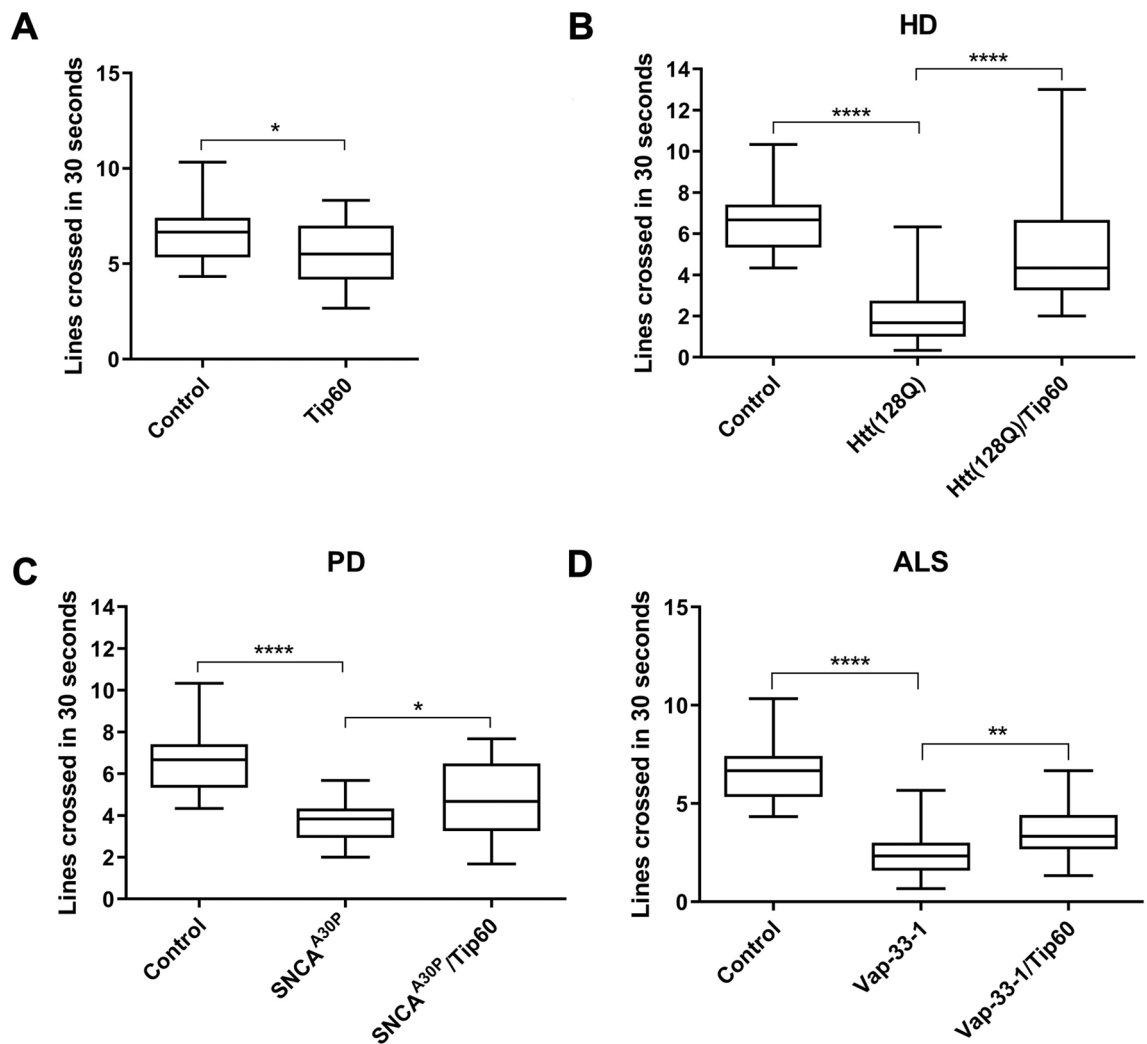 A
Lines crossed in 30 seconds
15
10
5
0
*
Control
Tip60
B
HD
Lines crossed in 30 seconds
14
12
10
8
6
4
2
0
****
****
Control
Htt(128Q)
Htt(128Q)/Tip60
C
PD
Lines crossed in 30 seconds
14
12
10
8
6
4
2
0
****
*
Control
SNCA^A30P
SNCA^A30P/Tip60
D
ALS
Lines crossed in 30 seconds
15
10
5
0
****
**
Control
Vap-33-1
Vap-33-1/Tip60